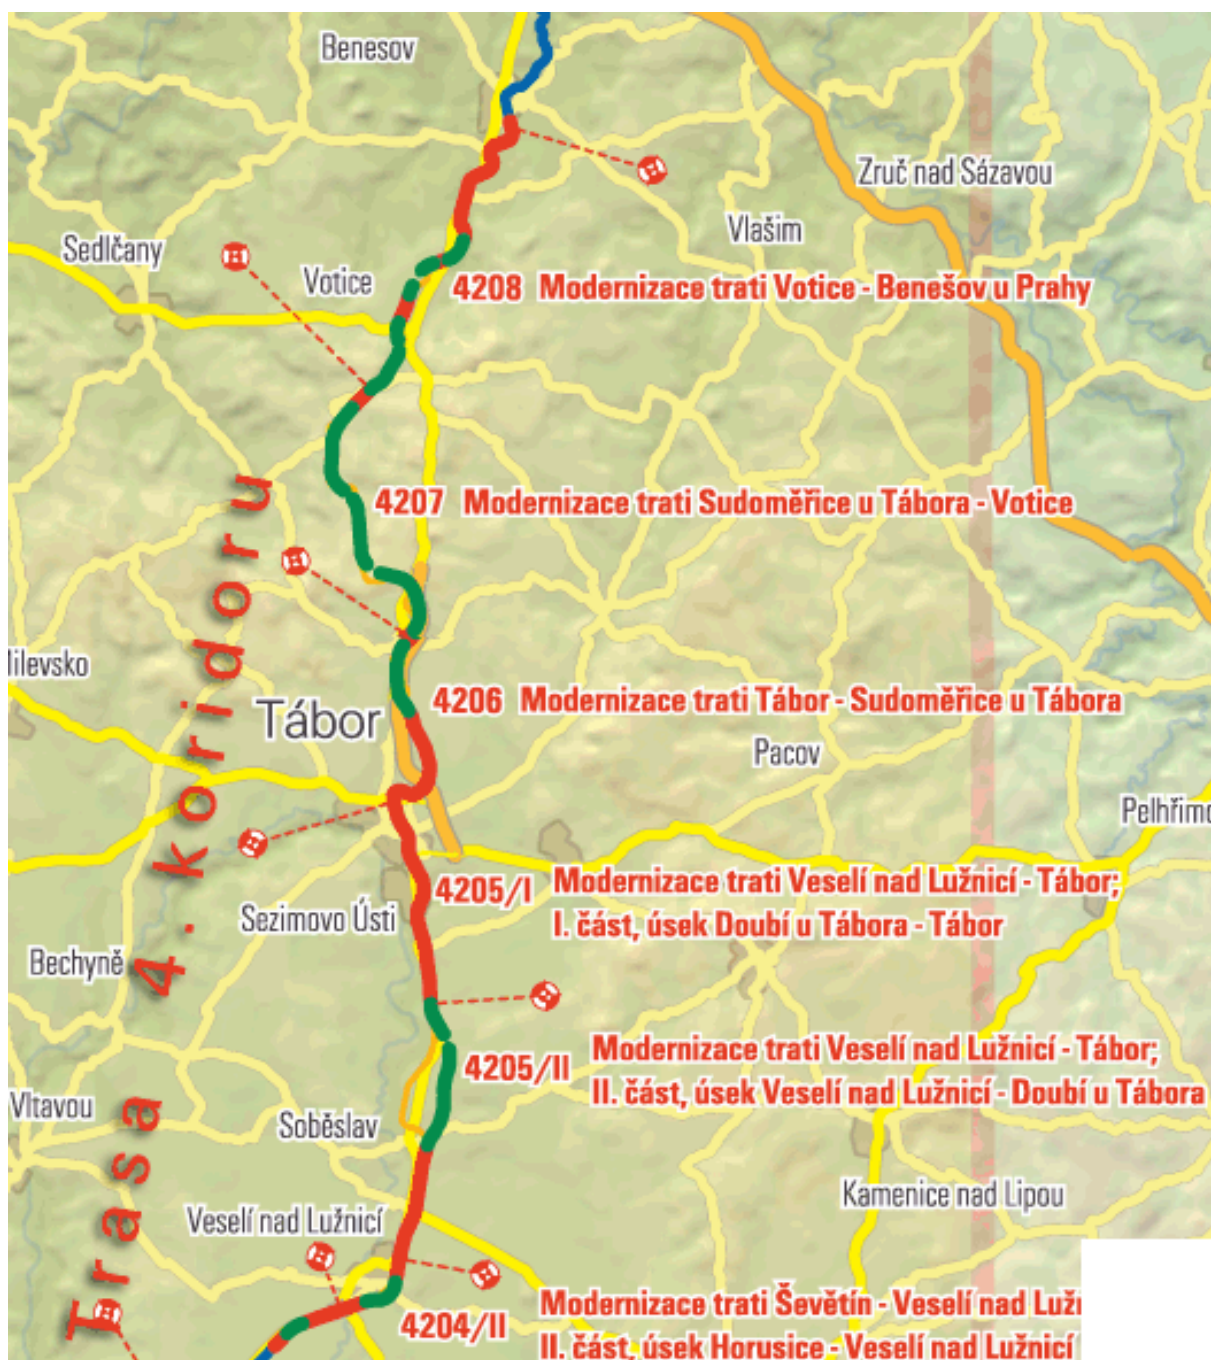 Benesov
Zruč nad Sázavou
Vlašim
Sedlčany
Votice
4208 Modernizace trati Votice - Benešov u Prahy
4207 Modernizace trati Sudoměřice u Tábora - Votice
Trasa 4. koridoru
Milevsko
4206 Modernizace trati Tábor - Sudoměřice u Tábora
Tábor
Pacov
Pelhřimo
4205/I Modernizace trati Veselí nad Lužnicí - Tábor;
I. část, úsek Doubí u Tábora - Tábor
Sezimovo Ústi
Bechyně
4205/II Modernizace trati Veselí nad Lužnicí - Tábor;
II. část, úsek Veselí nad Lužnicí - Doubí u Tábora
Vltavou
Soběslav
Kamenice nad Lipou
Veselí nad Lužnicí
4204/II Modernizace trati Ševětín - Veselí nad Luž
II. část, úsek Horusice - Veselí nad Lužnicí